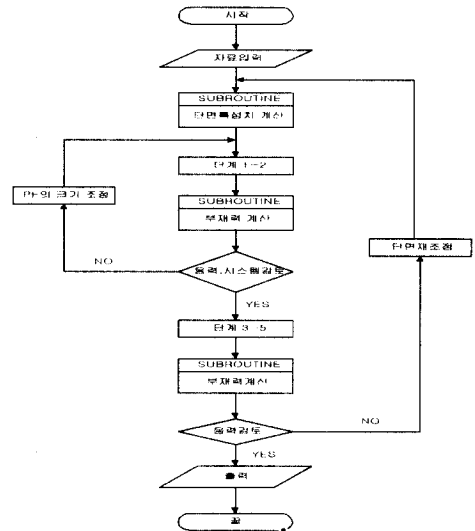 시작
자료입력
SUBROUTINE
단면특성치 계산
단계 1-2
PF의 크기 조절
SUBROUTINE
부재력 계산
단면재조절
NO
응력,시스템검토
YES
단계 3-5
SUBROUTINE
부재력계산
NO
응력검토
YES
출력
끝